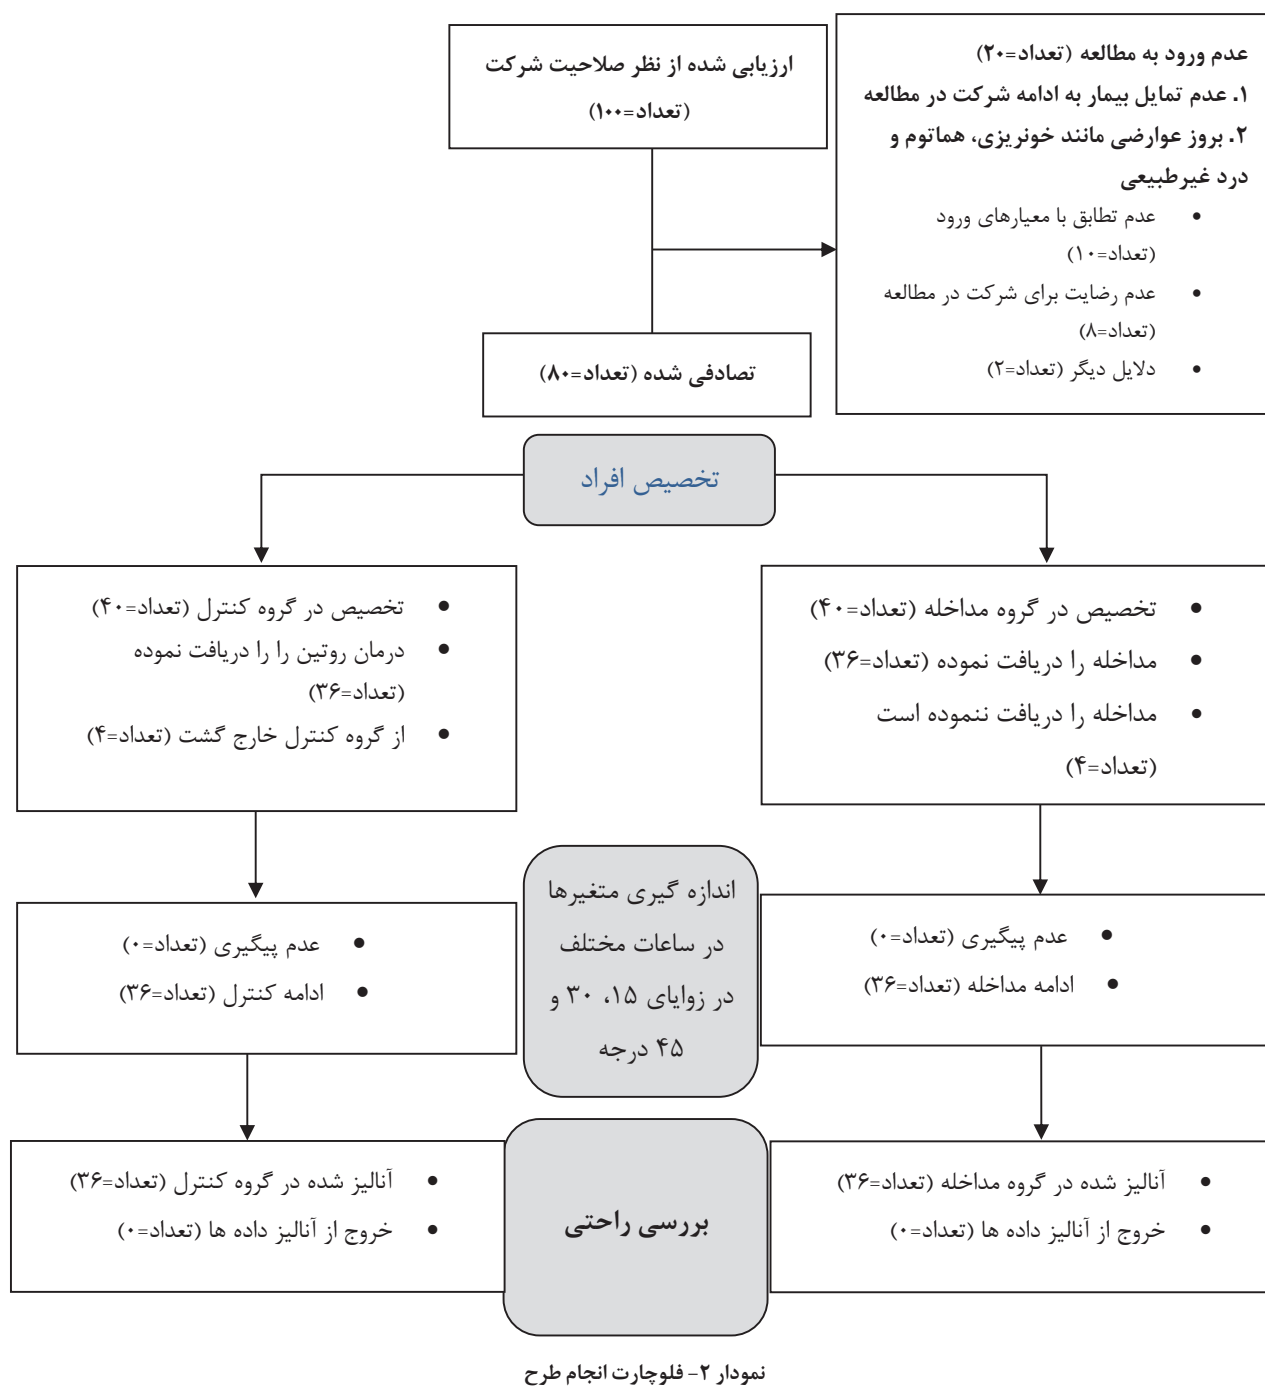 ارزیابی شده از نظر صلاحیت شرکت
(تعداد=۱۰۰)
عدم ورود به مطالعه (تعداد=۲۰)
۱. عدم تمایل بیمار به ادامه شرکت در مطالعه
۲. بروز عوارضی مانند خونریزی، هماتوم و
درد غیرطبیعی
• عدم تطابق با معیارهای ورود
(تعداد=۱۰)
• عدم رضایت برای شرکت در مطالعه
(تعداد=۸)
• دلایل دیگر (تعداد=۲)
تصادفی شده (تعداد=۸۰)
تخصیص افراد
• تخصیص در گروه مداخله (تعداد=۴۰)
• مداخله را دریافت نموده (تعداد=۳۶)
• مداخله را دریافت ننموده است
(تعداد=۴)
• تخصیص در گروه کنترل (تعداد=۴۰)
• درمان روتین را را دریافت نموده
(تعداد=۳۶)
• از گروه کنترل خارج گشت (تعداد=۴)
اندازه گیری متغیرها
در ساعات مختلف
در زوایای ۱۵، ۳۰ و
۴۵ درجه
• عدم پیگیری (تعداد=۰)
• ادامه مداخله (تعداد=۳۶)
• عدم پیگیری (تعداد=۰)
• ادامه کنترل (تعداد=۳۶)
بررسی راحتی
• آنالیز شده در گروه مداخله (تعداد=۳۶)
• خروج از آنالیز داده ها (تعداد=۰)
• آنالیز شده در گروه کنترل (تعداد=۳۶)
• خروج از آنالیز داده ها (تعداد=۰)
نمودار ۲- فلوچارت انجام طرح